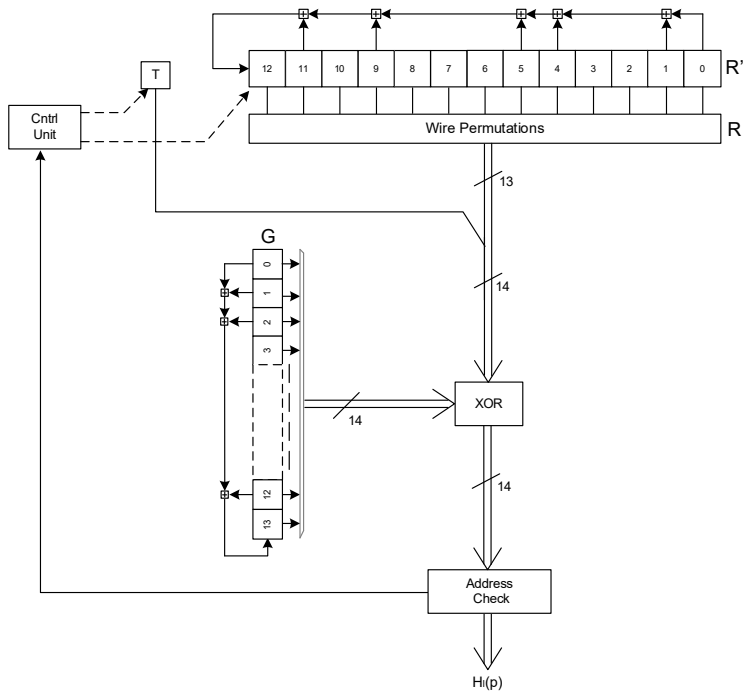 12 11 10 9 8 7 6 5 4 3 2 1 0
R'
T
Cntrl
Unit
Wire Permutations
R
13
G
0
1
2
3
12
13
14
14
XOR
14
Address
Check
Hₗ(p)